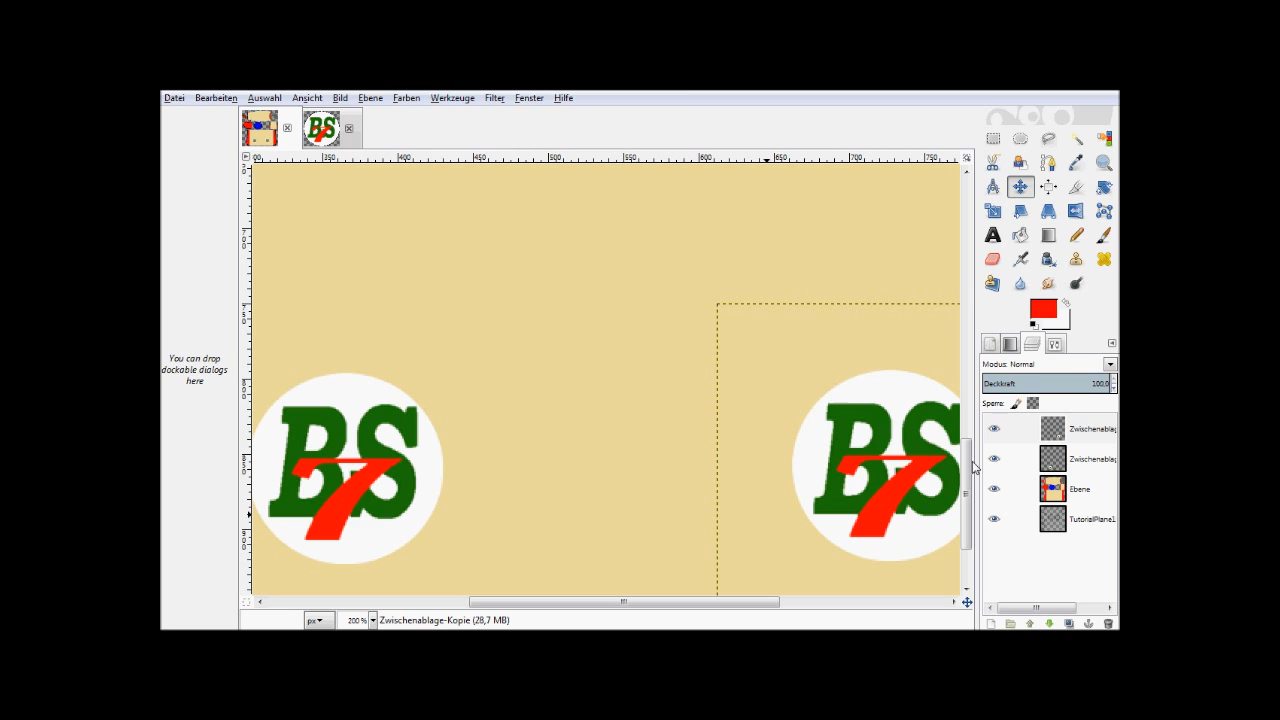 Datei Bearbeiten Auswahl Ansicht Bild Ebene Farben Werkzeuge Filter Fenster Hilfe
BS
7
350 400 450 500 550 600 650 700 750
You can drop
dockable dialogs
here
BS
7
BS
7
Modus: Normal
Deckkraft 100,0
Sperre:
Zwischenablag
Zwischenablag
Ebene
TutorialPlane1
px 200 % Zwischenablage-Kopie (28,7 MB)